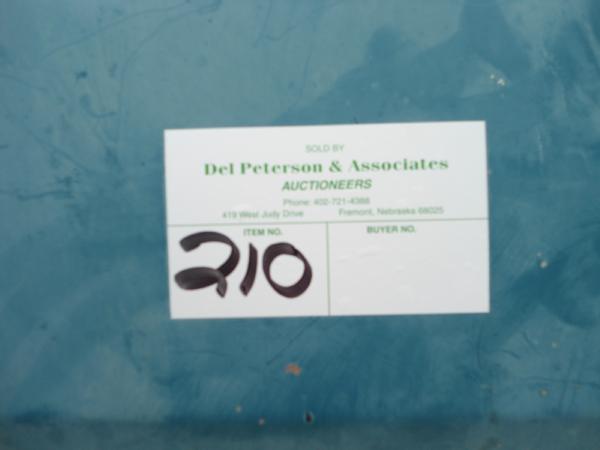 SOLD BY
Del Peterson & Associates
AUCTIONEERS
Phone: 402-721-4388
419 West Judy Drive Fremont, Nebraska 68025
ITEM NO. BUYER NO.
210